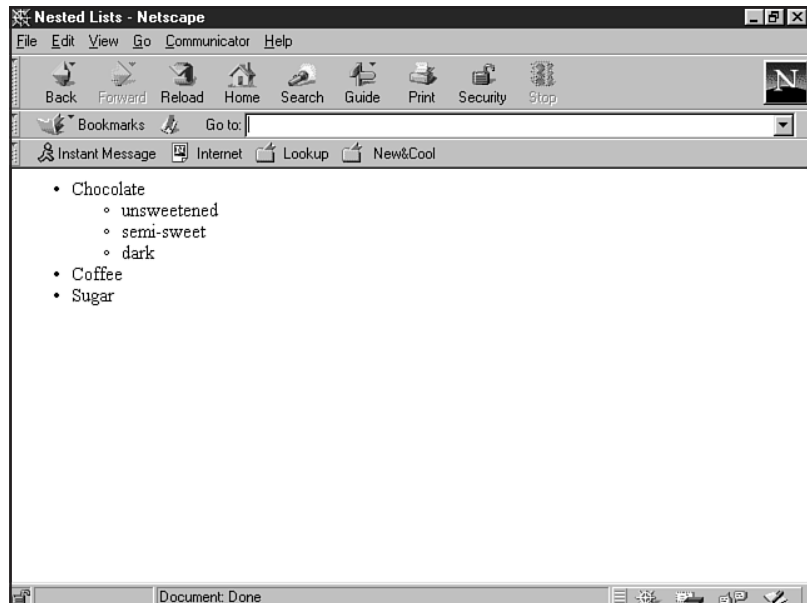 Nested Lists - Netscape
File Edit View Go Communicator Help
Back Forward Reload Home Search Guide Print Security Stop
N
Bookmarks Go to:
Instant Message Internet Lookup New&Cool
• Chocolate
∘ unsweetened
∘ semi-sweet
∘ dark
• Coffee
• Sugar
Document: Done